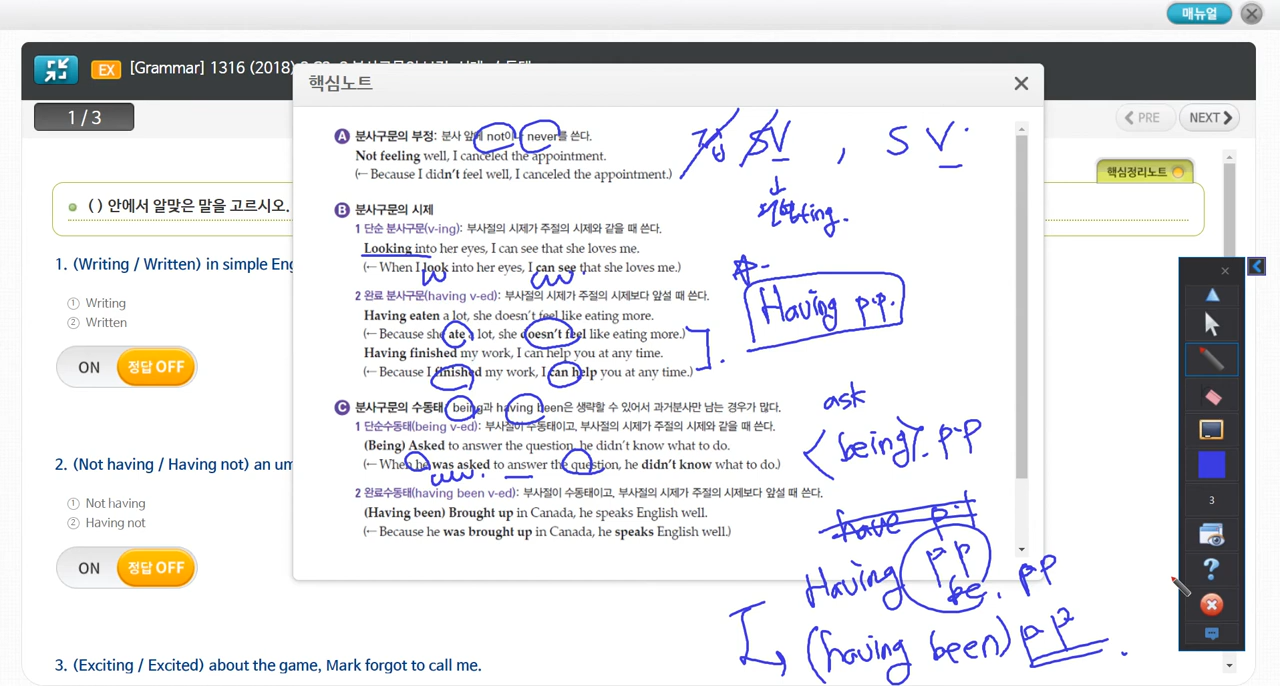 매뉴얼
EX [Grammar] 1316 (2018)
1 / 3
PRE
NEXT
핵심노트
핵심정리노트
( ) 안에서 알맞은 말을 고르시오.
1. (Writing / Written) in simple Eng
① Writing
② Written
ON 정답 OFF
2. (Not having / Having not) an um
① Not having
② Having not
ON 정답 OFF
3. (Exciting / Excited) about the game, Mark forgot to call me.
A 분사구문의 부정: 분사 앞에 not이나 never를 쓴다.
Not feeling well, I canceled the appointment.
(← Because I didn't feel well, I canceled the appointment.)
B 분사구문의 시제
1 단순 분사구문(v-ing): 부사절의 시제가 주절의 시제와 같을 때 쓴다.
Looking into her eyes, I can see that she loves me.
(← When I look into her eyes, I can see that she loves me.)
2 완료 분사구문(having v-ed): 부사절의 시제가 주절의 시제보다 앞설 때 쓴다.
Having eaten a lot, she doesn't feel like eating more.
(← Because she ate a lot, she doesn't feel like eating more.)
Having finished my work, I can help you at any time.
(← Because I finished my work, I can help you at any time.)
C 분사구문의 수동태 being과 having been은 생략할 수 있어서 과거분사만 남는 경우가 많다.
1 단순수동태(being v-ed): 부사절이 수동태이고, 부사절의 시제가 주절의 시제와 같을 때 쓴다.
(Being) Asked to answer the question, he didn't know what to do.
(← When he was asked to answer the question, he didn't know what to do.)
2 완료수동태(having been v-ed): 부사절이 수동태이고, 부사절의 시제가 주절의 시제보다 앞설 때 쓴다.
(Having been) Brought up in Canada, he speaks English well.
(← Because he was brought up in Canada, he speaks English well.)
접 SV , S V
Having p.p.
ask
being p.p
have p.p
Having pp
be. pp
(having been) pp.
3